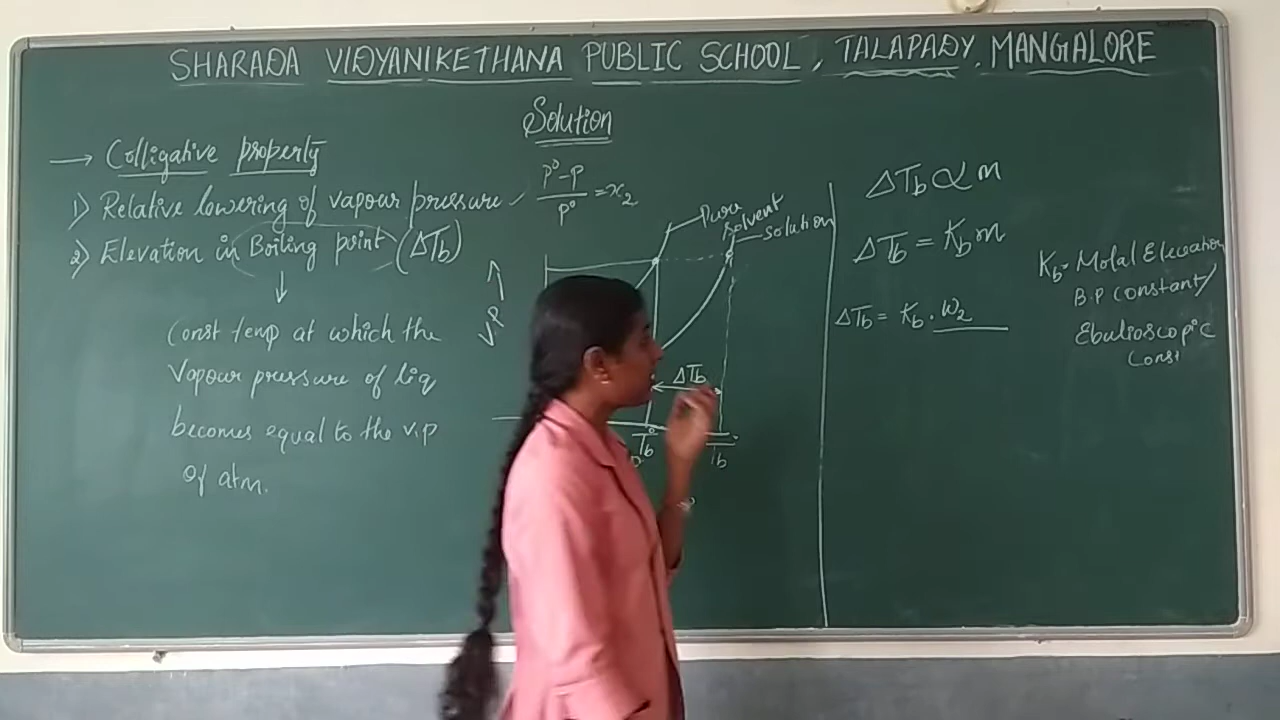 SHARADA VIDYANIKETHANA PUBLIC SCHOOL, TALAPADY, MANGALORE
Solution
→ Colligative property
1) Relative lowering of vapour pressure
P° - P / P° = x₂
2) Elevation in Boiling point (ΔTb)
↓
Const temp at which the
Vapour pressure of liq
becomes equal to the v.p
of atm.
Pure
solvent
solution
V.P →
ΔTb
Tb°
Tb
ΔTb ∝ m
ΔTb = Kb m
Kb = Molal Elevation
B.P constant/
Ebulioscopic
Const
ΔTb = Kb . w₂